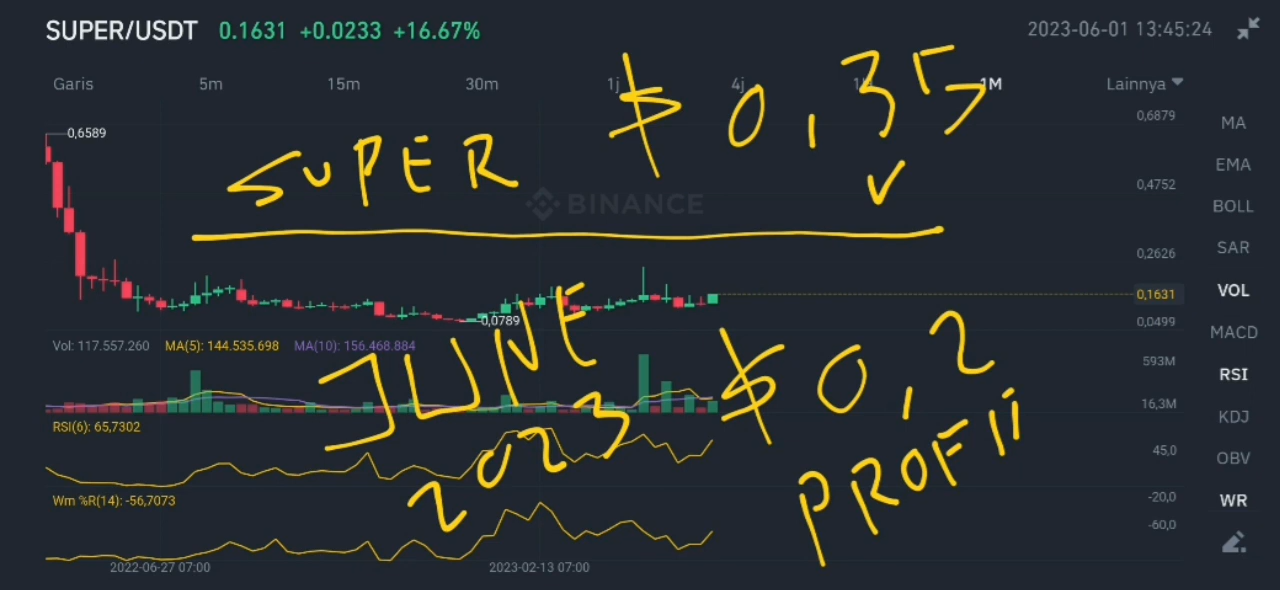 SUPER/USDT 0.1631 +0.0233 +16.67% 2023-06-01 13:45:24
Garis 5m 15m 30m 1j 4j 1M Lainnya
SUPER $ 0,35
0,6589
0,6879
0,4752
0,2626
0,1631
0,0499
0,0789
BINANCE
MA
EMA
BOLL
SAR
VOL
MACD
RSI
KDJ
OBV
WR
Vol: 117.557.260 MA(5): 144.535.698 MA(10): 156.468.884
593M
16,3M
JUNE
2023
$ 0,2
PROFIT
RSI(6): 65,7302
45,0
Wm %R(14): -56,7073
-20,0
-60,0
2022-06-27 07:00 2023-02-13 07:00